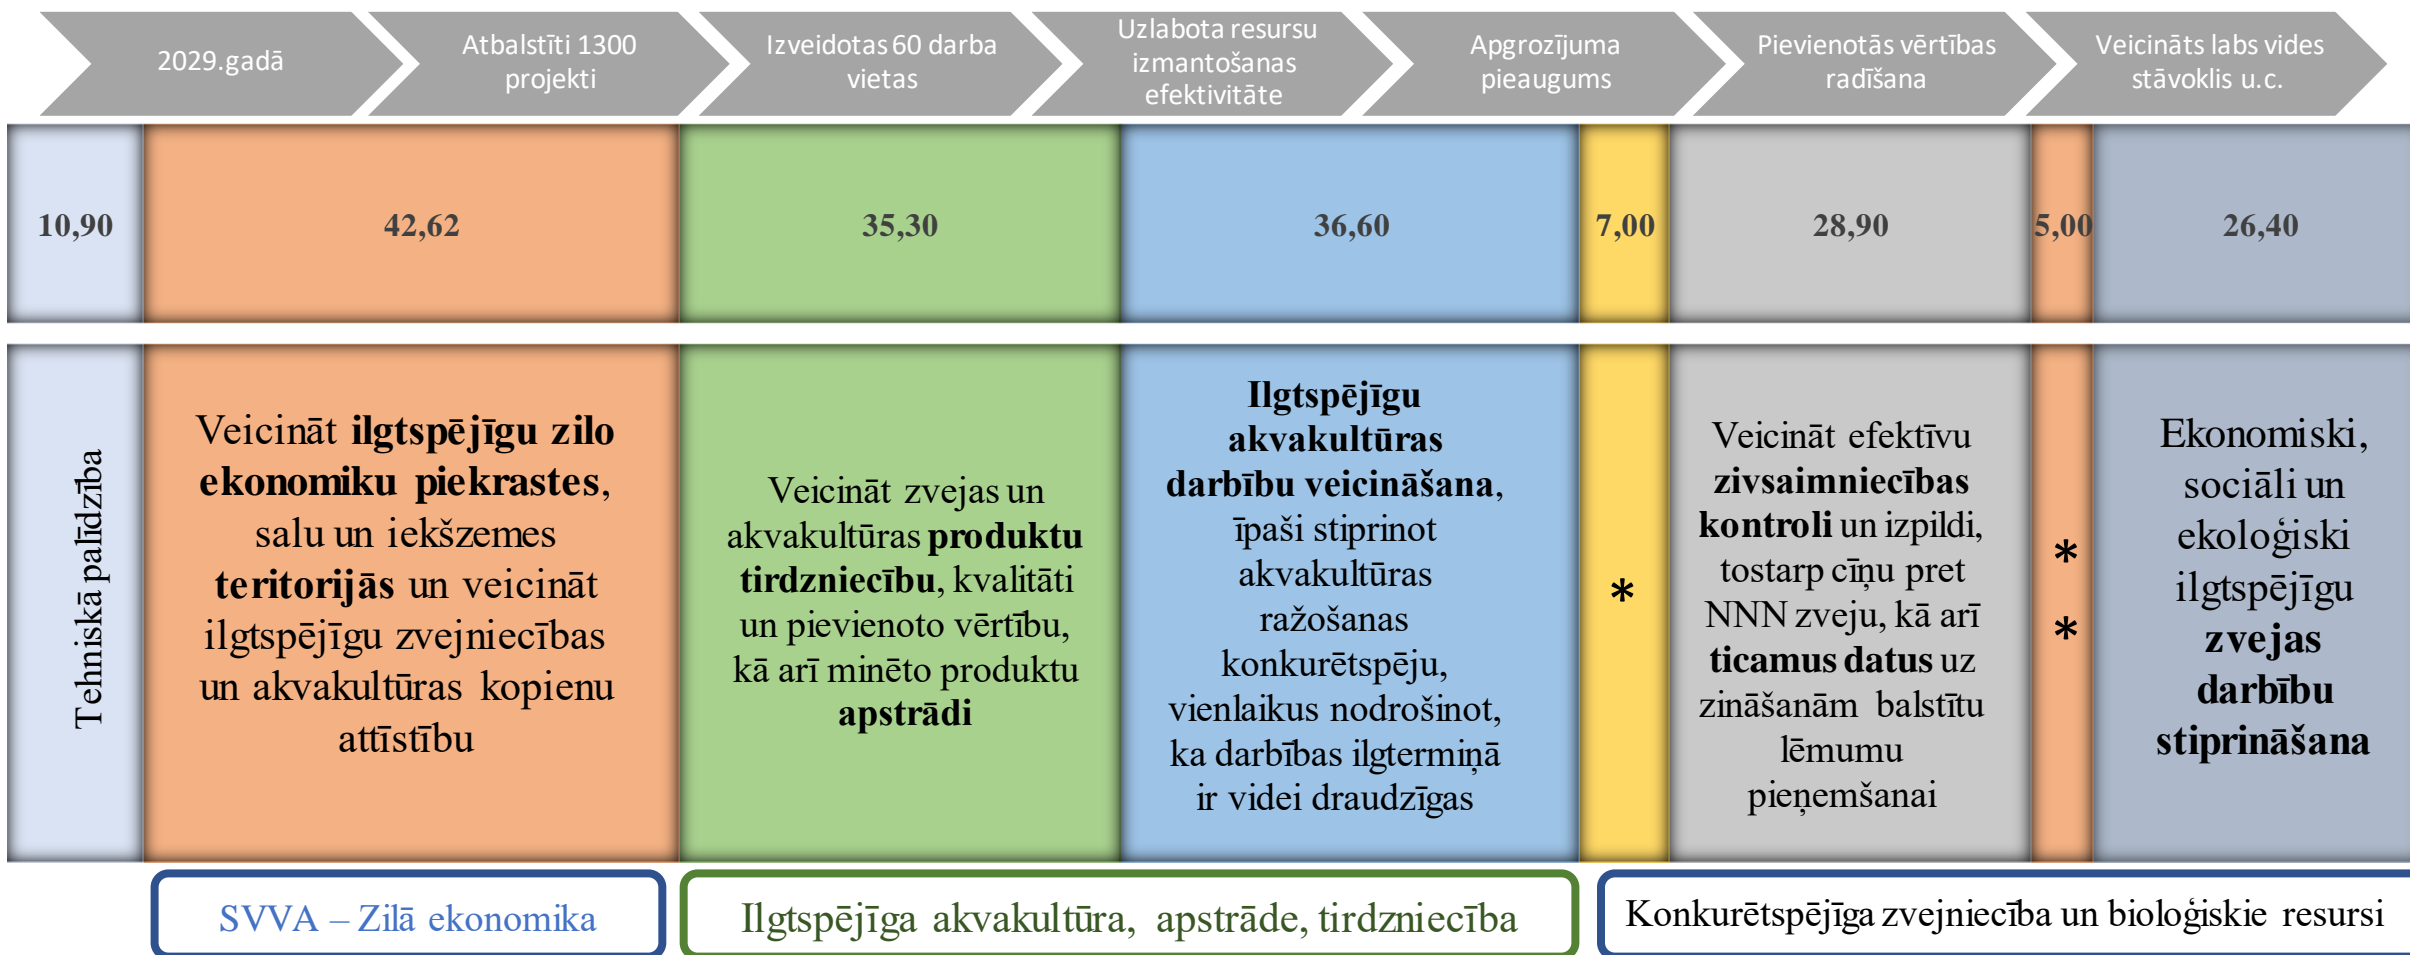 2029.gadā
Atbalstīti 1300
projekti
Izveidotas 60 darba
vietas
Uzlabota resursu
izmantošanas
efektivitāte
Apgrozījuma
pieaugums
Pievienotās vērtības
radīšana
Veicināts labs vides
stāvoklis u.c.
10,90
42,62
35,30
36,60
7,00
28,90
5,00
26,40
Tehniskā palīdzība
Veicināt ilgtspējīgu zilo
ekonomiku piekrastes,
salu un iekšzemes
teritorijās un veicināt
ilgtspējīgu zvejniecības
un akvakultūras kopienu
attīstību
Veicināt zvejas un
akvakultūras produktu
tirdzniecību, kvalitāti
un pievienoto vērtību,
kā arī minēto produktu
apstrādi
Ilgtspējīgu
akvakultūras
darbību veicināšana,
īpaši stiprinot
akvakultūras
ražošanas
konkurētspēju,
vienlaikus nodrošinot,
ka darbības ilgtermiņā
ir videi draudzīgas
*
Veicināt efektīvu
zivsaimniecības
kontroli un izpildi,
tostarp cīņu pret
NNN zveju, kā arī
ticamus datus uz
zināšanām balstītu
lēmumu
pieņemšanai
*
*
Ekonomiski,
sociāli un
ekoloģiski
ilgtspējīgu
zvejas
darbību
stiprināšana
SVVA – Zilā ekonomika
Ilgtspējīga akvakultūra, apstrāde, tirdzniecība
Konkurētspējīga zvejniecība un bioloģiskie resursi